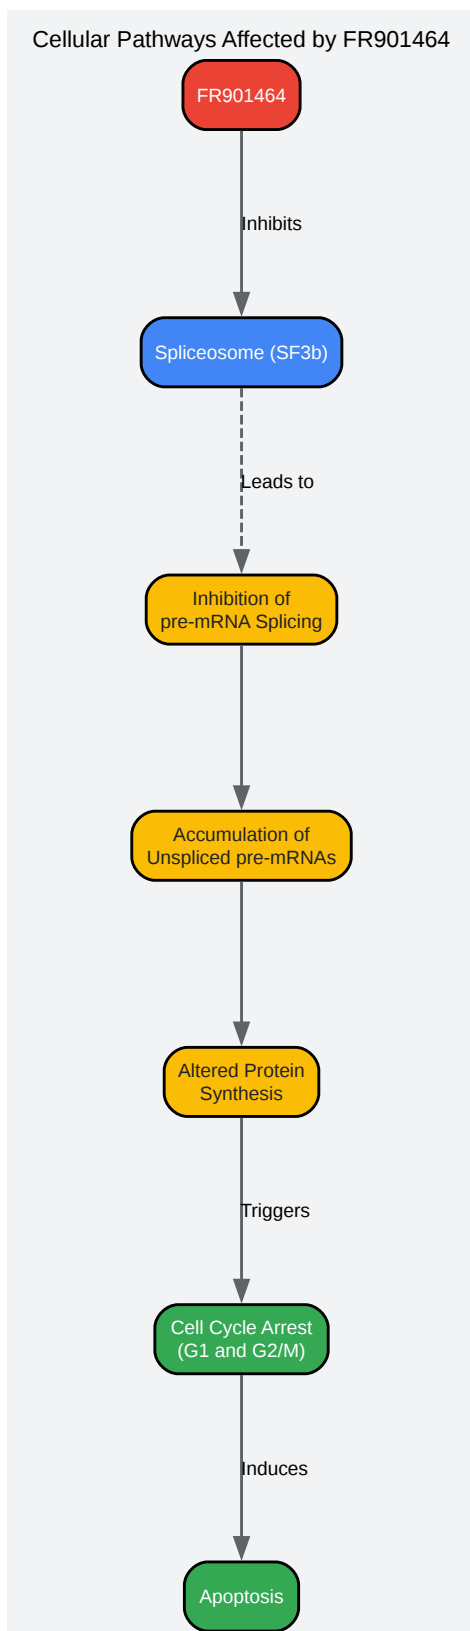 Cellular Pathways Affected by FR901464
FR901464
Inhibits
Spliceosome (SF3b)
Leads to
Inhibition of
pre-mRNA Splicing
Accumulation of
Unspliced pre-mRNAs
Altered Protein
Synthesis
Triggers
Cell Cycle Arrest
(G1 and G2/M)
Induces
Apoptosis